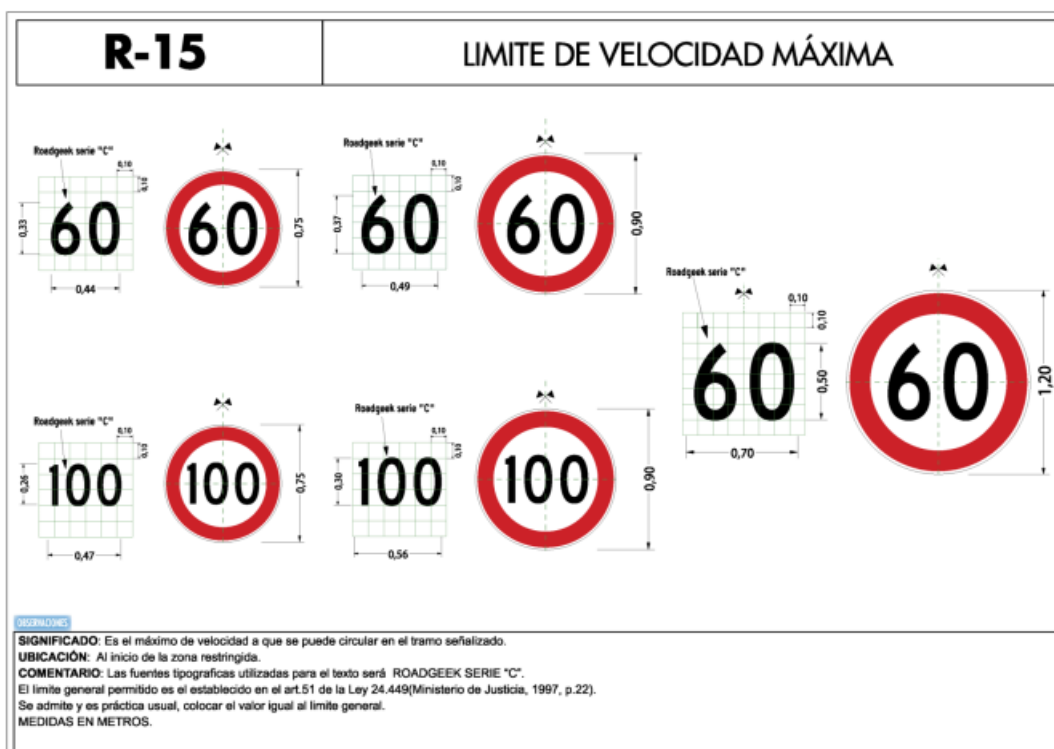 R-15
LIMITE DE VELOCIDAD MÁXIMA
Roadgeek serie "C"
0,10
0,10
60
0,33
0,44
60
0,75
Roadgeek serie "C"
0,10
0,10
60
0,37
0,49
60
0,90
Roadgeek serie "C"
0,10
0,10
60
0,50
0,70
60
1,20
Roadgeek serie "C"
0,10
0,10
100
0,26
0,47
100
0,75
Roadgeek serie "C"
0,10
0,10
100
0,30
0,56
100
0,90
OBSERVACIONES
SIGNIFICADO: Es el máximo de velocidad a que se puede circular en el tramo señalizado.
UBICACIÓN: Al inicio de la zona restringida.
COMENTARIO: Las fuentes tipograficas utilizadas para el texto será ROADGEEK SERIE "C".
El limite general permitido es el establecido en el art.51 de la Ley 24.449(Ministerio de Justicia, 1997, p.22).
Se admite y es práctica usual, colocar el valor igual al limite general.
MEDIDAS EN METROS.